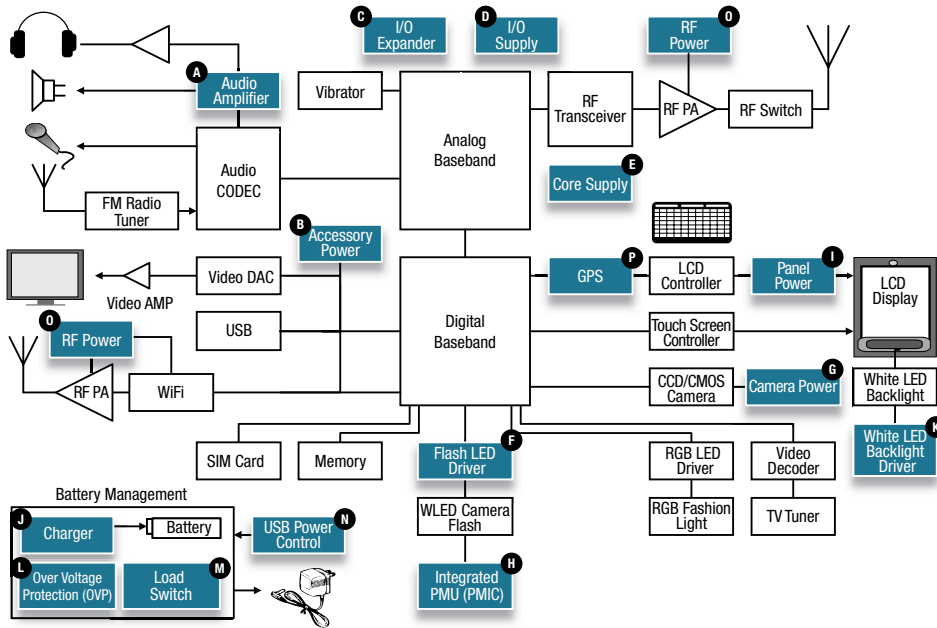 C
I/O
Expander
D
I/O
Supply
RF
Power
O
A
Audio
Amplifier
Vibrator
Analog
Baseband
RF
Transceiver
RF PA
RF Switch
Audio
CODEC
E
Core Supply
FM Radio
Tuner
B
Accessory
Power
Video AMP
Video DAC
GPS
P
LCD
Controller
Panel
Power
I
LCD
Display
O
RF Power
USB
Digital
Baseband
Touch Screen
Controller
RF PA
WiFi
CCD/CMOS
Camera
Camera Power
G
White LED
Backlight
SIM Card
Memory
Flash LED
Driver
F
RGB LED
Driver
Video
Decoder
White LED
Backlight
Driver
K
Battery Management
J
Charger
Battery
USB Power
Control
N
WLED Camera
Flash
RGB Fashion
Light
TV Tuner
L
Over Voltage
Protection (OVP)
Load
Switch
M
Integrated
PMU (PMIC)
H